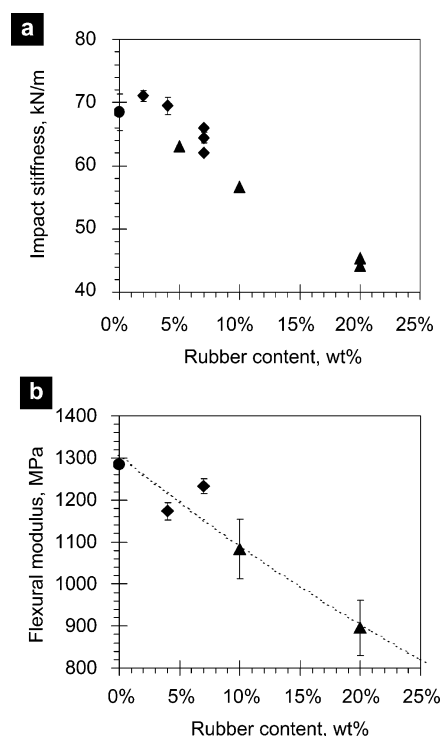 a
80
70
60
50
40
Impact stiffness, kN/m
0% 5% 10% 15% 20% 25%
Rubber content, wt%
b
1400
1300
1200
1100
1000
900
800
Flexural modulus, MPa
0% 5% 10% 15% 20% 25%
Rubber content, wt%